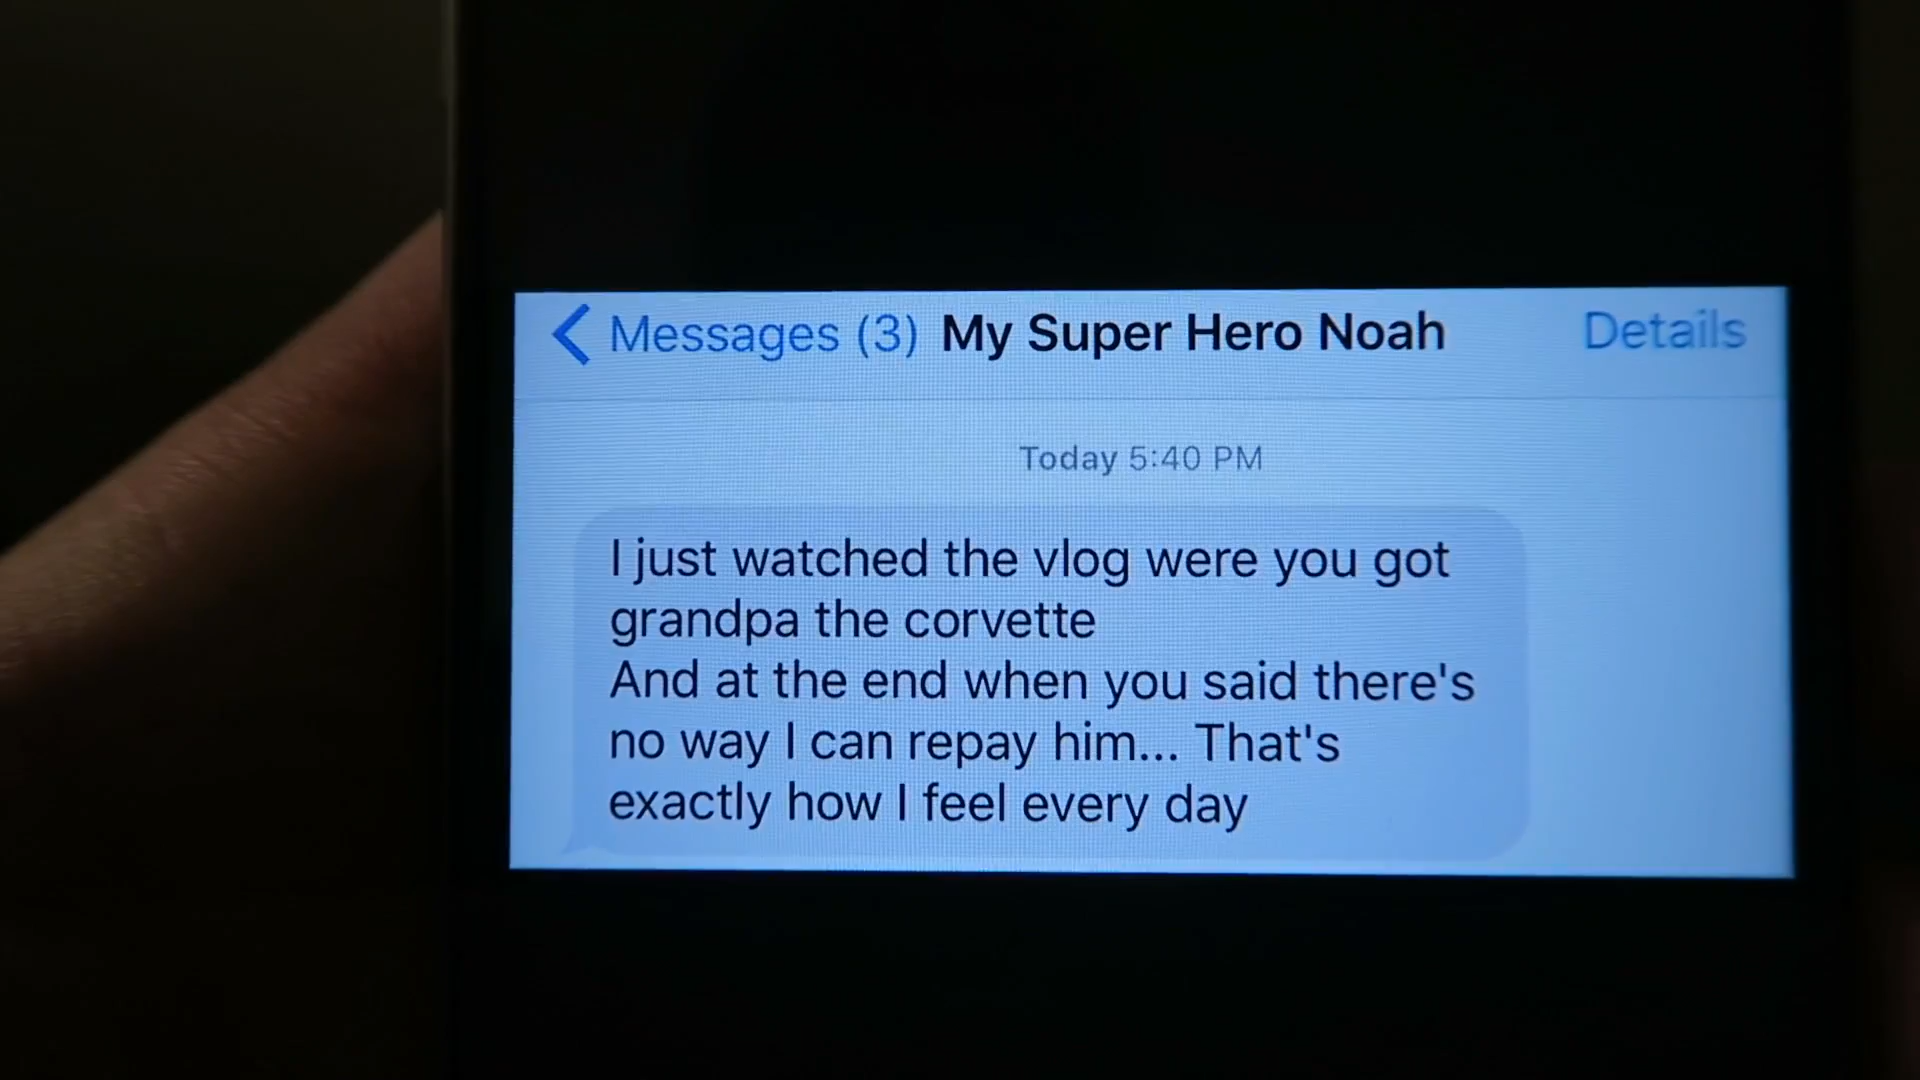 Messages (3) My Super Hero Noah Details
Today 5:40 PM
I just watched the vlog were you got
grandpa the corvette
And at the end when you said there's
no way I can repay him... That's
exactly how I feel every day